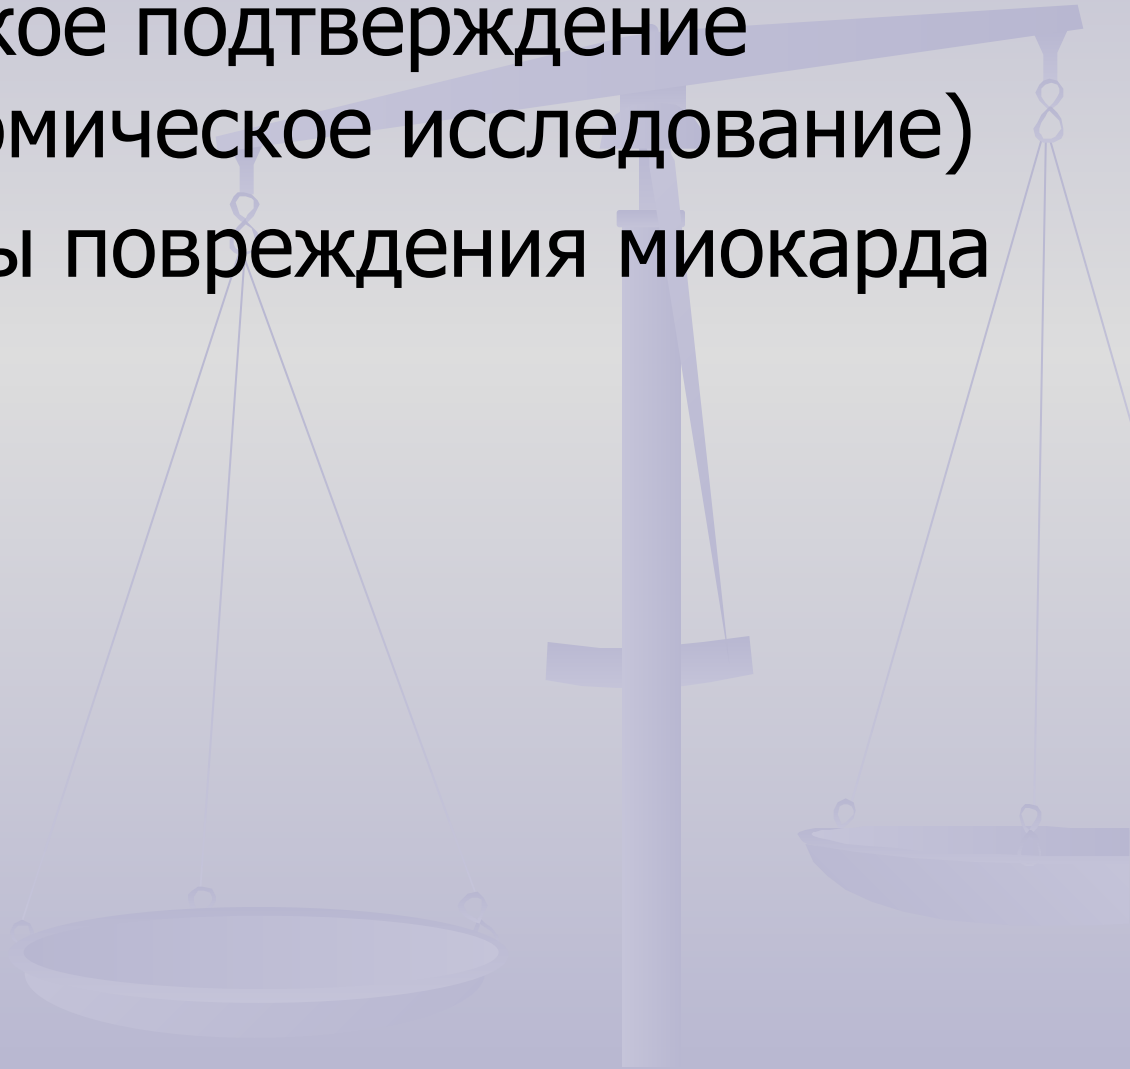 кое подтверждение
омическое исследование)
ы повреждения миокарда